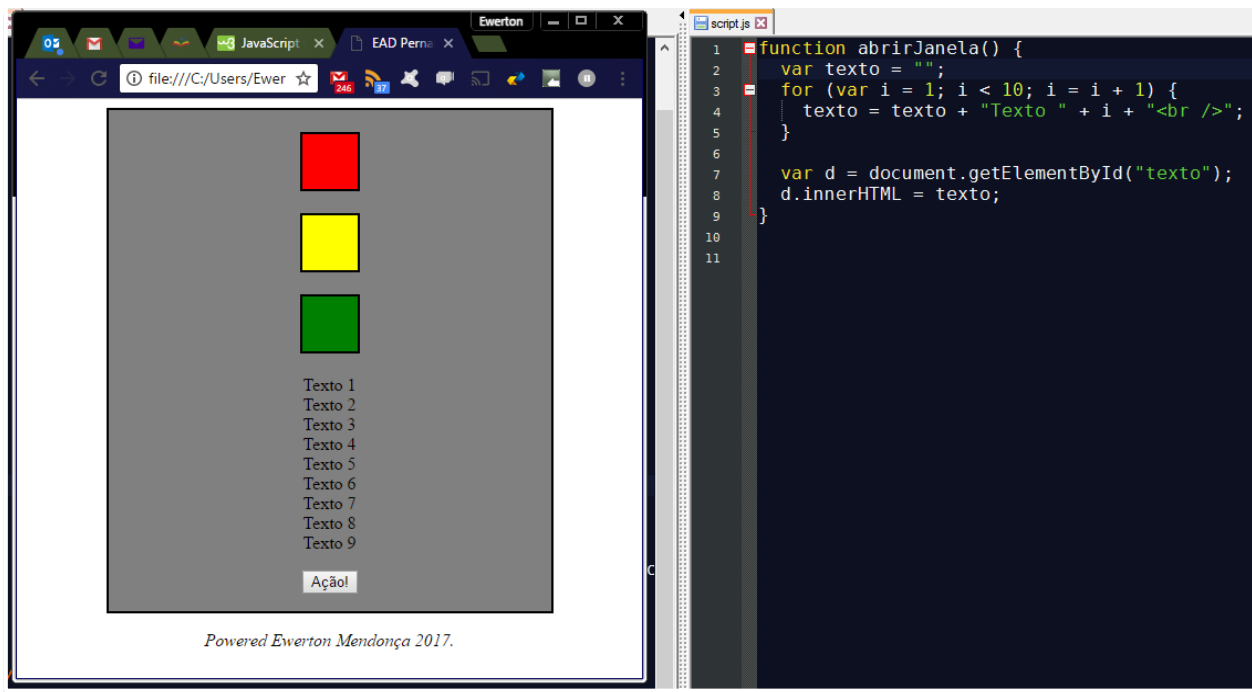 Ewerton
JavaScript
EAD Perna
file:///C:/Users/Ewer
246
37
Texto 1
Texto 2
Texto 3
Texto 4
Texto 5
Texto 6
Texto 7
Texto 8
Texto 9
Ação!
Powered Ewerton Mendonça 2017.
script.js
1 function abrirJanela() {
2 var texto = "";
3 for (var i = 1; i < 10; i = i + 1) {
4 texto = texto + "Texto " + i + "<br />";
5 }
6
7 var d = document.getElementById("texto");
8 d.innerHTML = texto;
9 }
10
11